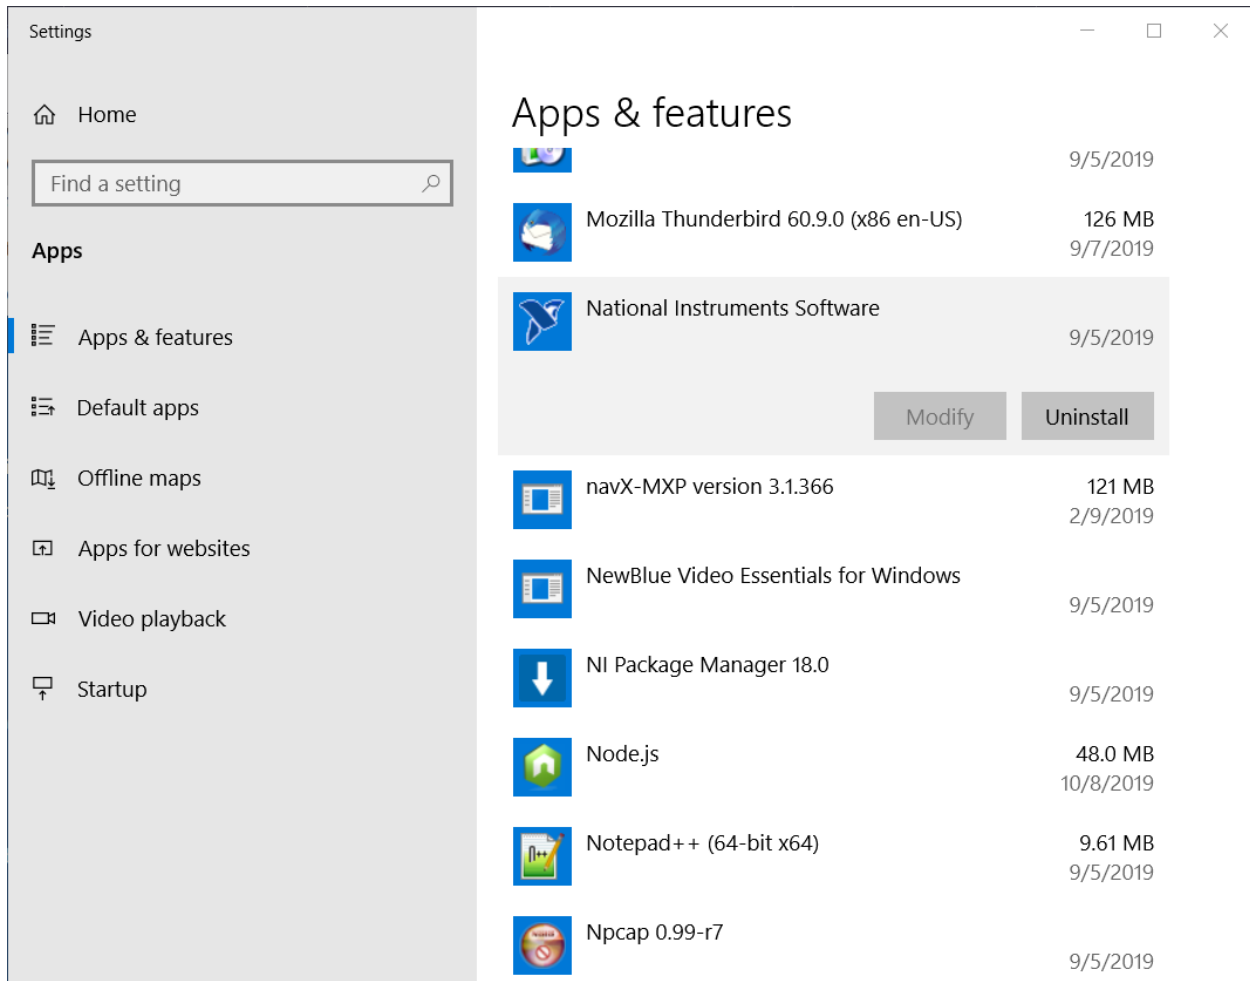 Settings
Home
Find a setting
Apps
Apps & features
Default apps
Offline maps
Apps for websites
Video playback
Startup
Apps & features
9/5/2019
Mozilla Thunderbird 60.9.0 (x86 en-US)
126 MB
9/7/2019
National Instruments Software
9/5/2019
Modify
Uninstall
navX-MXP version 3.1.366
121 MB
2/9/2019
NewBlue Video Essentials for Windows
9/5/2019
NI Package Manager 18.0
9/5/2019
Node.js
48.0 MB
10/8/2019
Notepad++ (64-bit x64)
9.61 MB
9/5/2019
Npcap 0.99-r7
9/5/2019